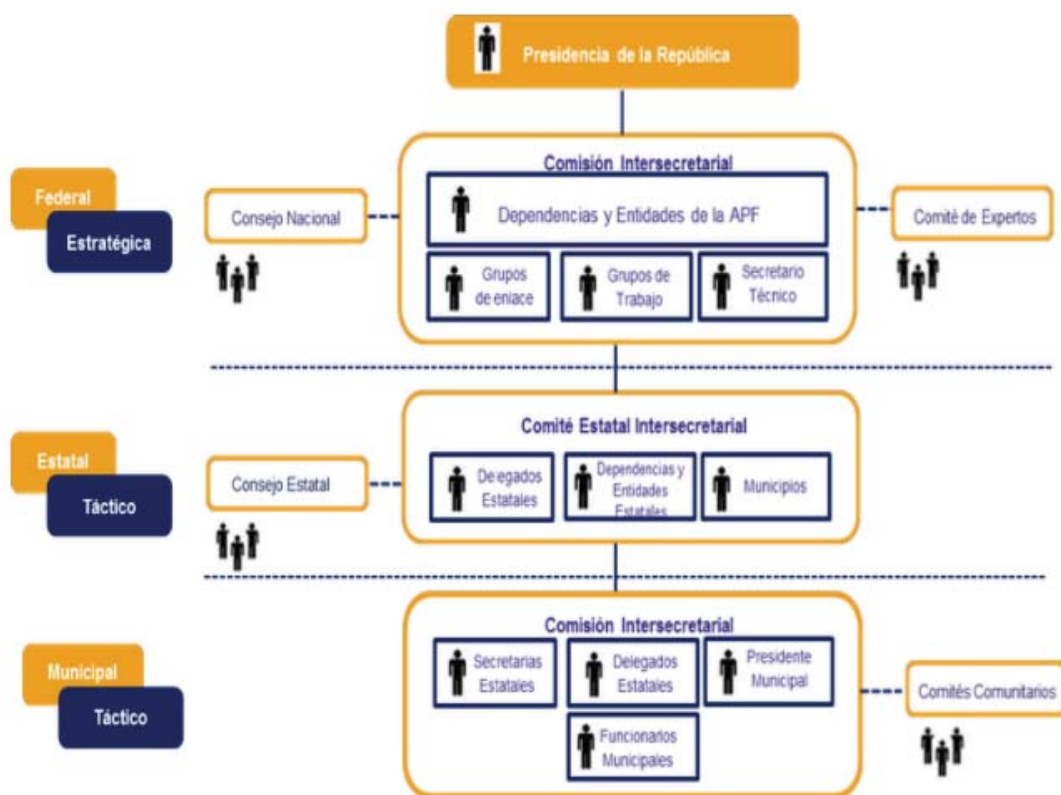 Presidencia de la República
Comisión Intersecretarial
Federal
Estratégica
Consejo Nacional
Dependencias y Entidades de la APF
Comité de Expertos
Grupos
de enlace
Grupos de
Trabajo
Secretario
Técnico
Comité Estatal Intersecretarial
Estatal
Táctico
Consejo Estatal
Delegados
Estatales
Dependencias y
Entidades
Estatales
Municipios
Comisión Intersecretarial
Municipal
Táctico
Secretarias
Estatales
Delegados
Estatales
Presidente
Municipal
Comités Comunitarios
Funcionarios
Municipales